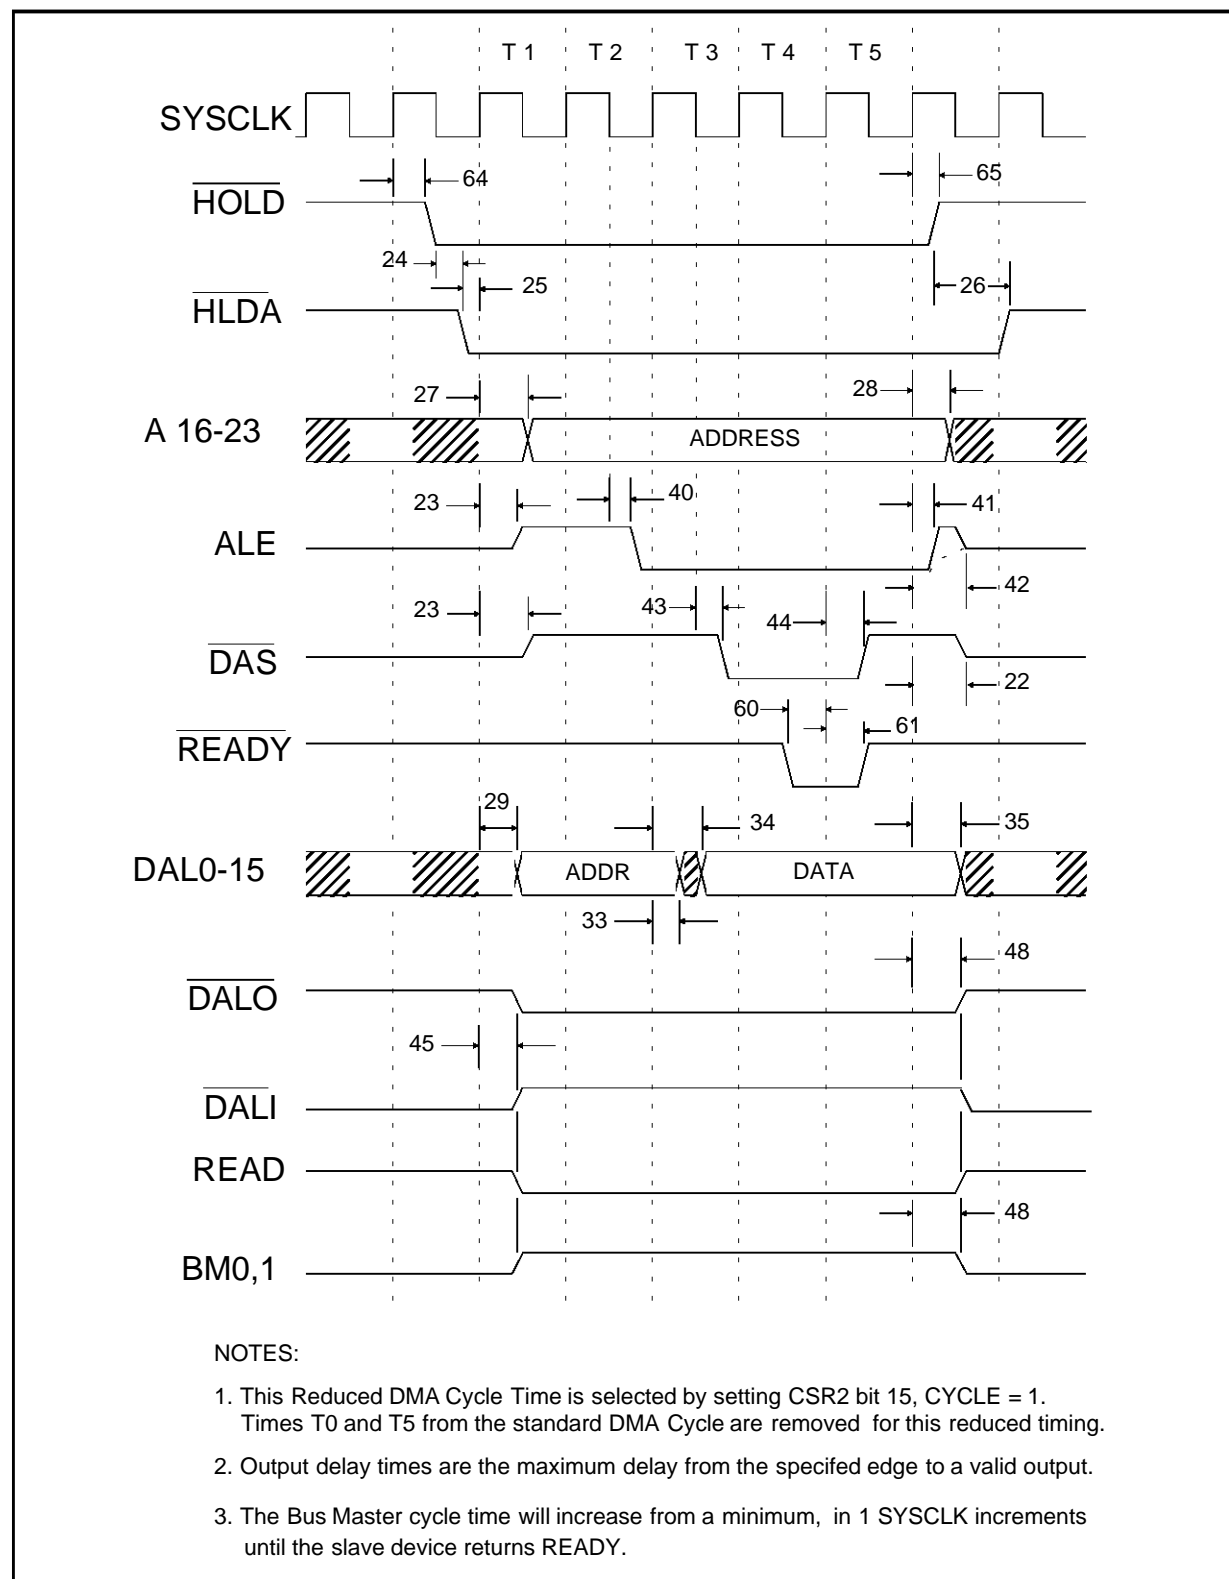 T 1 T 2 T 3 T 4 T 5
SYSCLK
64 65
HOLD
24
25 26
HLDA
27 28
A 16-23 ADDRESS
23 40 41
ALE
42
23 43 44
DAS
22
60 61
READY
29 34 35
DAL0-15 ADDR DATA
33
48
DALO
45
DALI
READ
48
BM0,1
NOTES:
1. This Reduced DMA Cycle Time is selected by setting CSR2 bit 15, CYCLE = 1.
Times T0 and T5 from the standard DMA Cycle are removed for this reduced timing.
2. Output delay times are the maximum delay from the specifed edge to a valid output.
3. The Bus Master cycle time will increase from a minimum, in 1 SYSCLK increments
until the slave device returns READY.